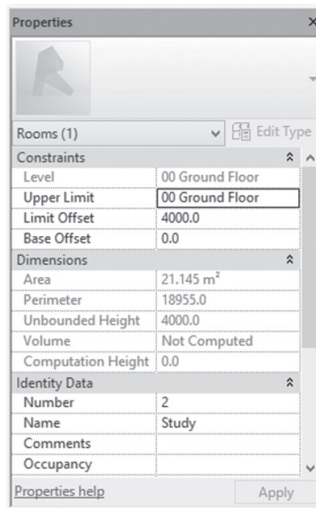 Properties
Rooms (1)
Edit Type
Constraints
Level 00 Ground Floor
Upper Limit 00 Ground Floor
Limit Offset 4000.0
Base Offset 0.0
Dimensions
Area 21.145 m²
Perimeter 18955.0
Unbounded Height 4000.0
Volume Not Computed
Computation Height 0.0
Identity Data
Number 2
Name Study
Comments
Occupancy
Properties help
Apply